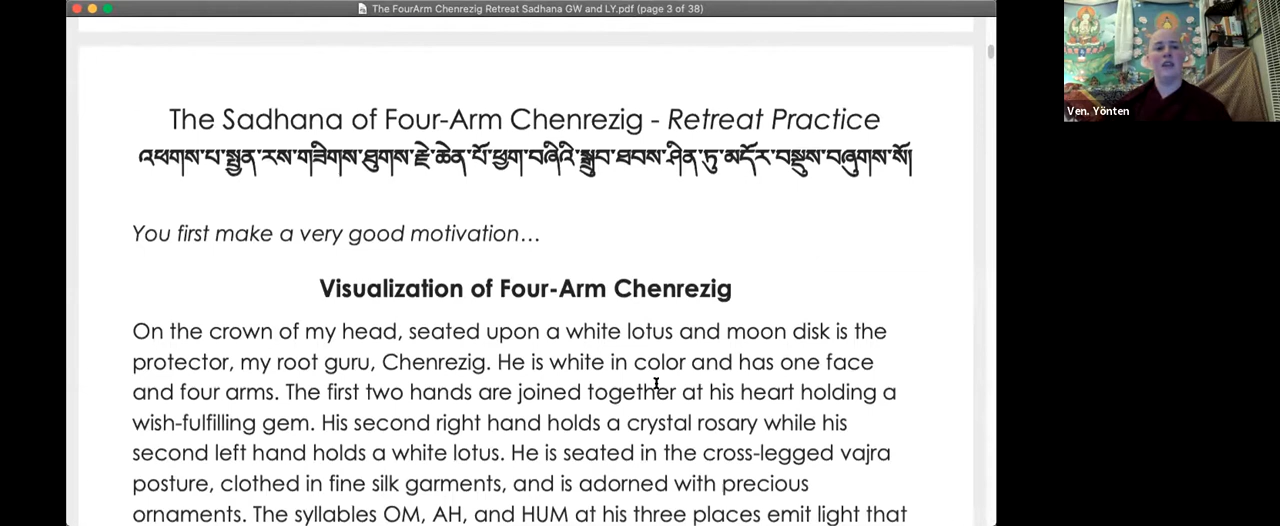 The FourArm Chenrezig Retreat Sadhana GW and LY.pdf (page 3 of 38)
Ven. Yönten
The Sadhana of Four-Arm Chenrezig - Retreat Practice
འཕགས་པ་སྤྱན་རས་གཟིགས་ཐུགས་རྗེ་ཆེན་པོ་ཕྱག་བཞིའི་སྒྲུབ་ཐབས་ཤིན་ཏུ་མདོར་བསྡུས་བཞུགས་སོ།
You first make a very good motivation…
Visualization of Four-Arm Chenrezig
On the crown of my head, seated upon a white lotus and moon disk is the
protector, my root guru, Chenrezig. He is white in color and has one face
and four arms. The first two hands are joined together at his heart holding a
wish-fulfilling gem. His second right hand holds a crystal rosary while his
second left hand holds a white lotus. He is seated in the cross-legged vajra
posture, clothed in fine silk garments, and is adorned with precious
ornaments. The syllables OM, AH, and HUM at his three places emit light that